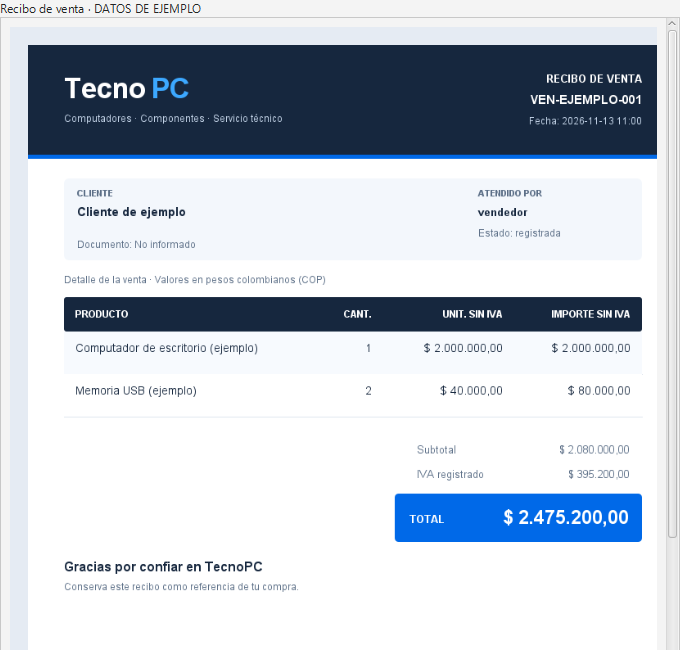 Recibo de venta · DATOS DE EJEMPLO
Tecno PC
Computadores · Componentes · Servicio técnico
RECIBO DE VENTA
VEN-EJEMPLO-001
Fecha: 2026-11-13 11:00
CLIENTE
Cliente de ejemplo
Documento: No informado
ATENDIDO POR
vendedor
Estado: registrada
Detalle de la venta · Valores en pesos colombianos (COP)
PRODUCTO CANT. UNIT. SIN IVA IMPORTE SIN IVA
Computador de escritorio (ejemplo) 1 $ 2.000.000,00 $ 2.000.000,00
Memoria USB (ejemplo) 2 $ 40.000,00 $ 80.000,00
Subtotal $ 2.080.000,00
IVA registrado $ 395.200,00
TOTAL $ 2.475.200,00
Gracias por confiar en TecnoPC
Conserva este recibo como referencia de tu compra.